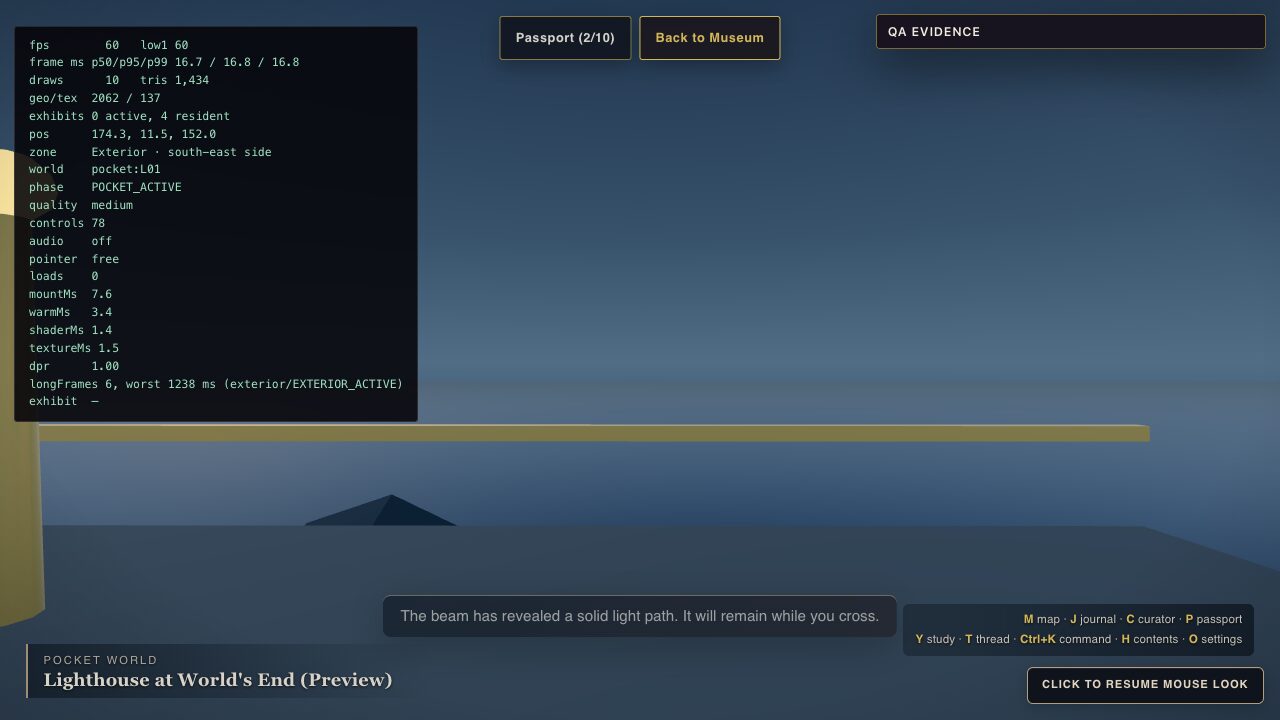 fps 60 low1 60
frame ms p50/p95/p99 16.7 / 16.8 / 16.8
draws 10 tris 1,434
geo/tex 2062 / 137
exhibits 0 active, 4 resident
pos 174.3, 11.5, 152.0
zone Exterior · south-east side
world pocket:L01
phase POCKET_ACTIVE
quality medium
controls 78
audio off
pointer free
loads 0
mountMs 7.6
warmMs 3.4
shaderMs 1.4
textureMs 1.5
dpr 1.00
longFrames 6, worst 1238 ms (exterior/EXTERIOR_ACTIVE)
exhibit —
Passport (2/10)
Back to Museum
QA EVIDENCE
The beam has revealed a solid light path. It will remain while you cross.
M map · J journal · C curator · P passport
Y study · T thread · Ctrl+K command · H contents · O settings
POCKET WORLD
Lighthouse at World's End (Preview)
CLICK TO RESUME MOUSE LOOK